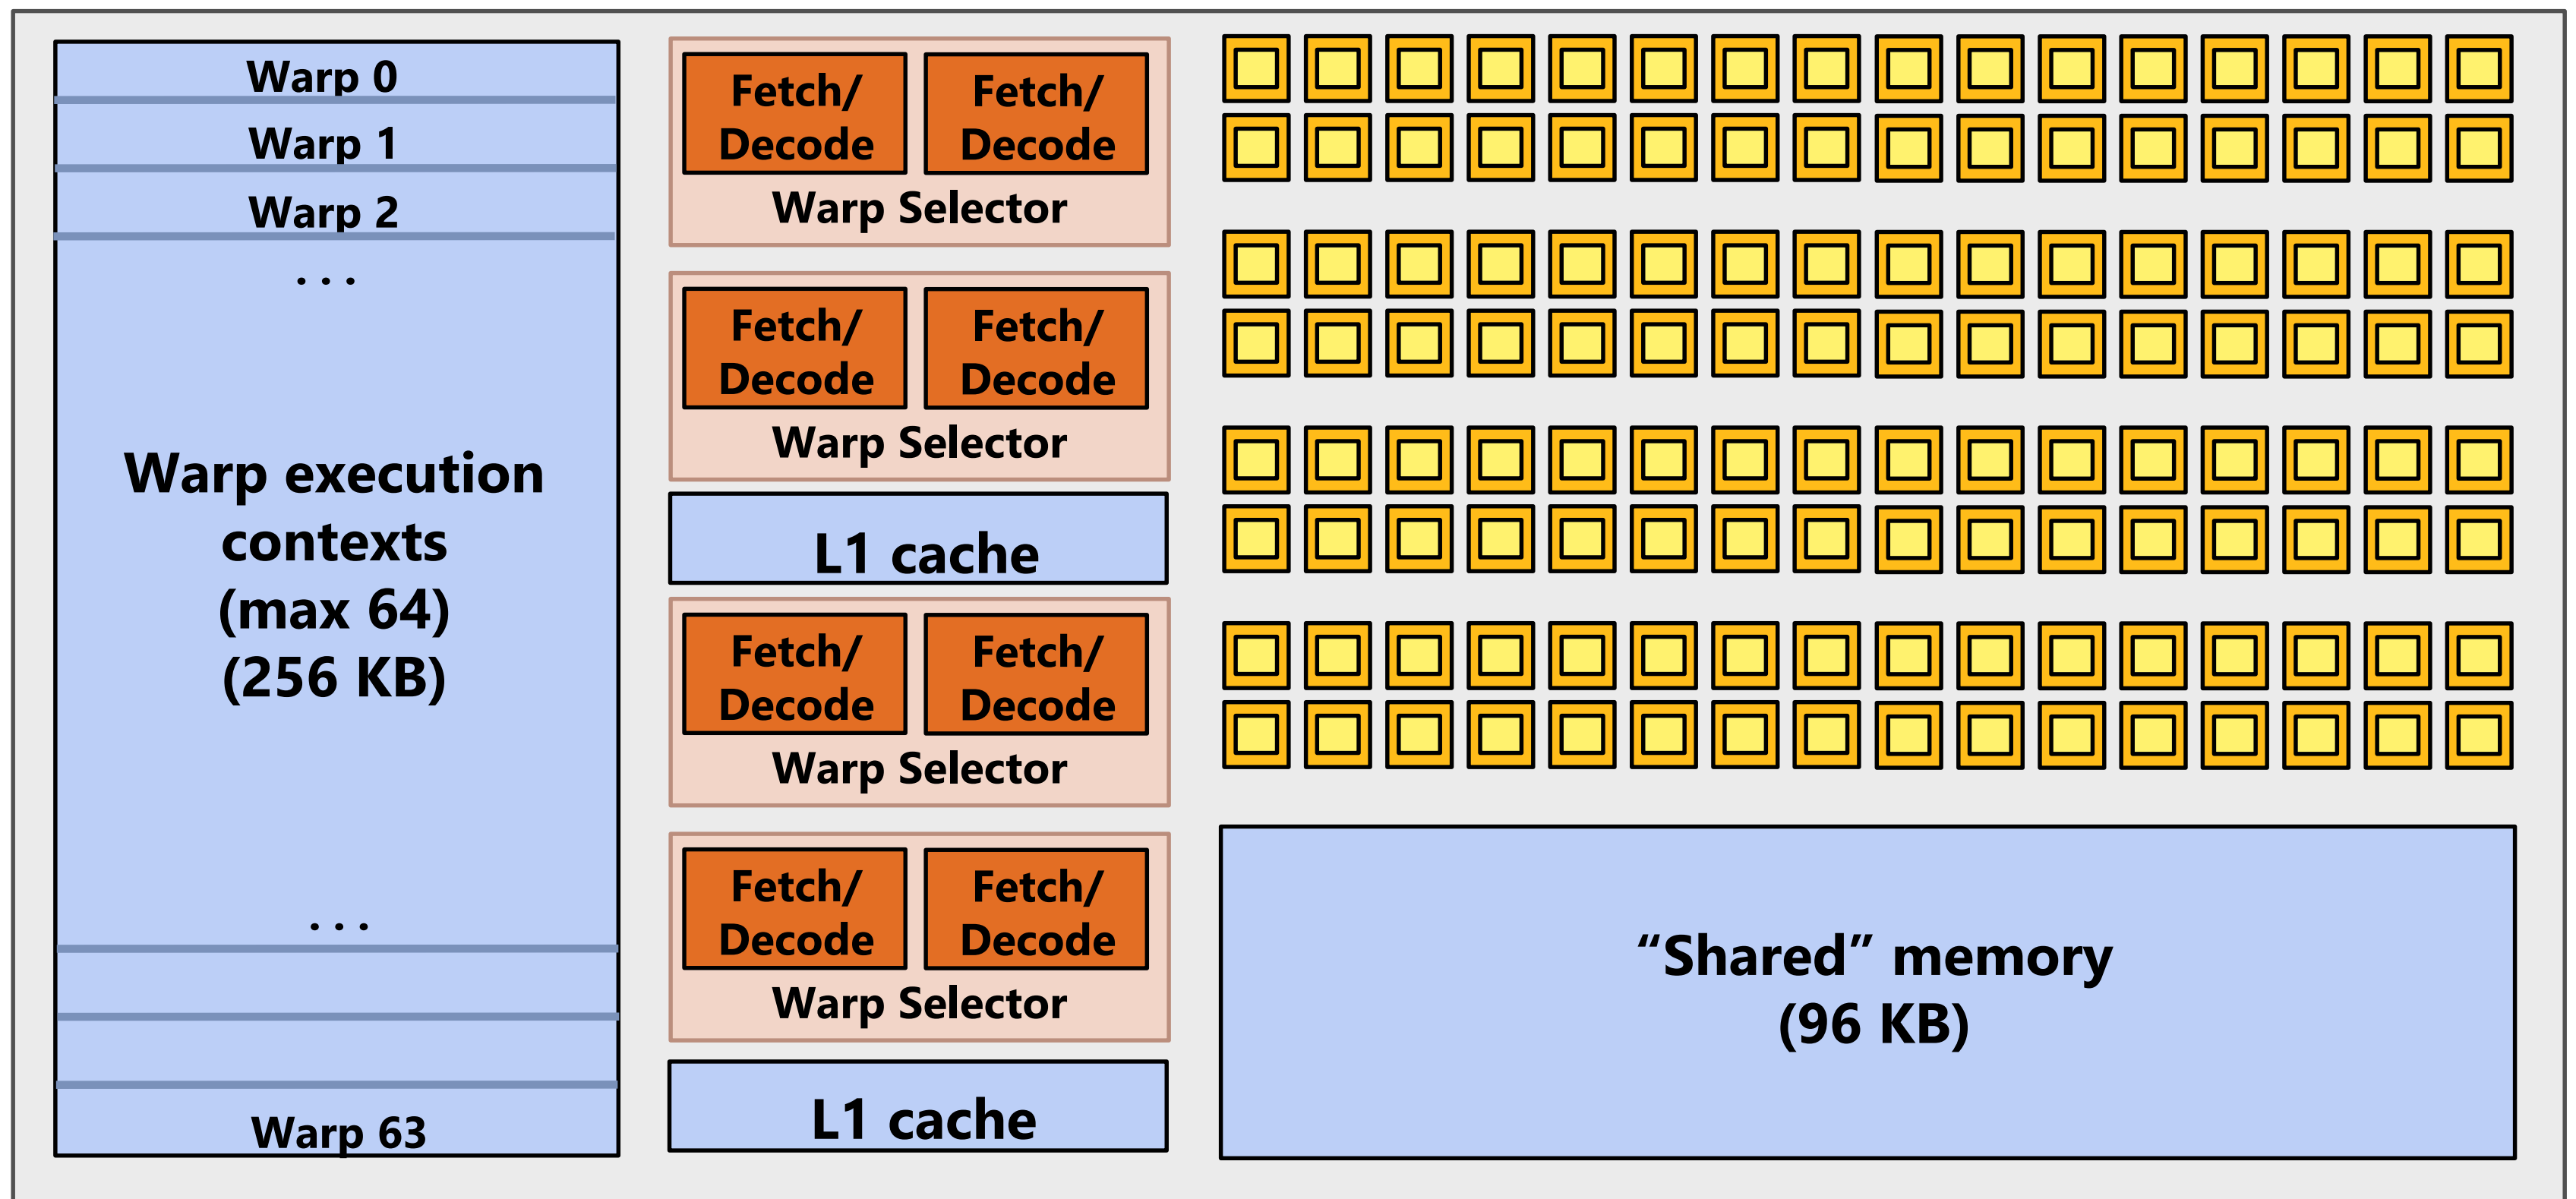 Warp 0
Warp 1
Warp 2
...
Warp execution
contexts
(max 64)
(256 KB)
...
Warp 63
Fetch/
Decode
Fetch/
Decode
Warp Selector
Fetch/
Decode
Fetch/
Decode
Warp Selector
L1 cache
Fetch/
Decode
Fetch/
Decode
Warp Selector
Fetch/
Decode
Fetch/
Decode
Warp Selector
L1 cache
“Shared” memory
(96 KB)